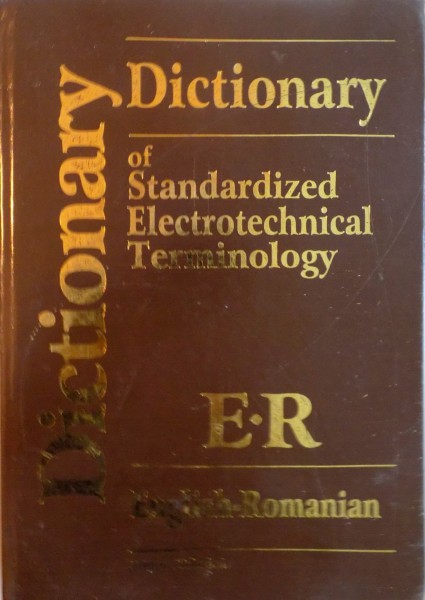 Dictionary
Dictionary
of
Standardized
Electrotechnical
Terminology
E·R
English-Romanian